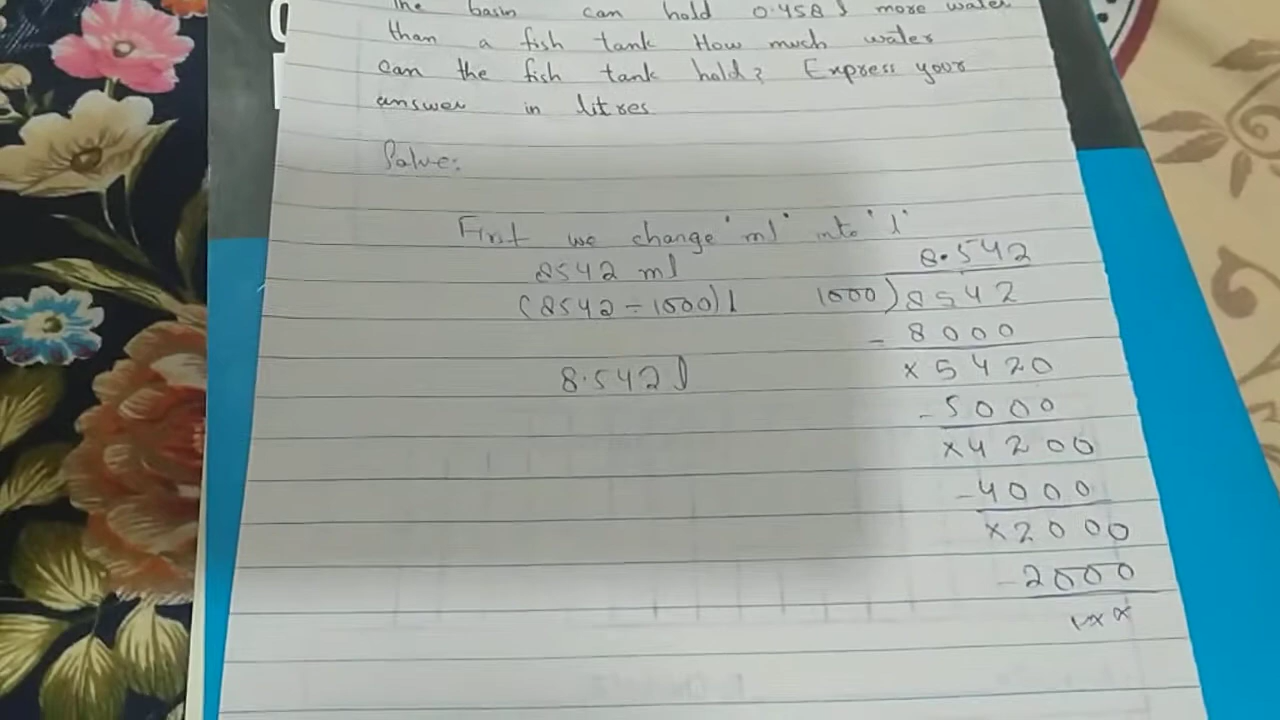 the basin can hold 0.458 l more water
than a fish tank How much water
can the fish tank hold? Express your
answer in litres
Solve:
First we change "ml" into "l"
8542 ml
(8542 ÷ 1000) l
8.542 l
8.542
1000)8542
- 8000
×5420
- 5000
×4200
- 4000
×2000
- 2000
×××